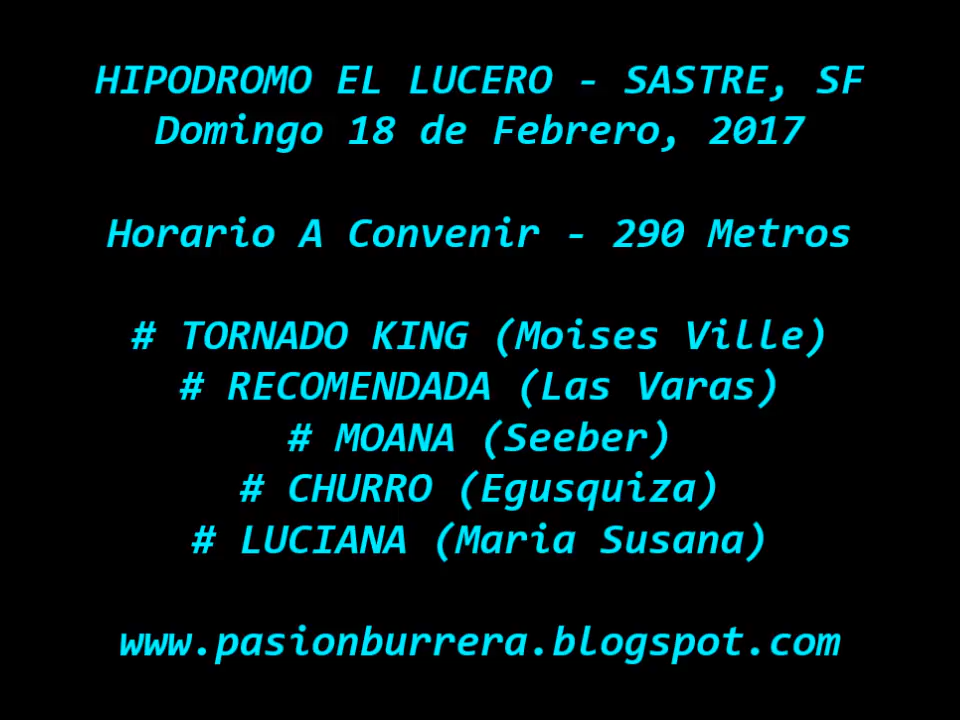 HIPODROMO EL LUCERO - SASTRE, SF
Domingo 18 de Febrero, 2017
Horario A Convenir - 290 Metros
# TORNADO KING (Moises Ville)
# RECOMENDADA (Las Varas)
# MOANA (Seeber)
# CHURRO (Egusquiza)
# LUCIANA (Maria Susana)
www.pasionburrera.blogspot.com